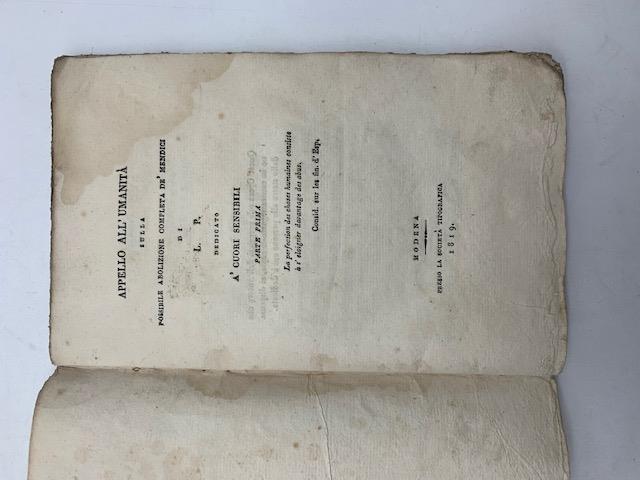 APPELLO ALL' UMANITÀ
SULLA
POSSIBILE ABOLIZIONE COMPLETA DE' MENDICI
DI
L. P.
DEDICATO
A' CUORI SENSIBILI
PARTE PRIMA
La perfection des choses humaines consiste
à s' eloignier davantage des abus.
Consid. sur les fin. d' Esp.
MODENA
PRESSO LA SOCIETÀ TIPOGRAFICA
1819.